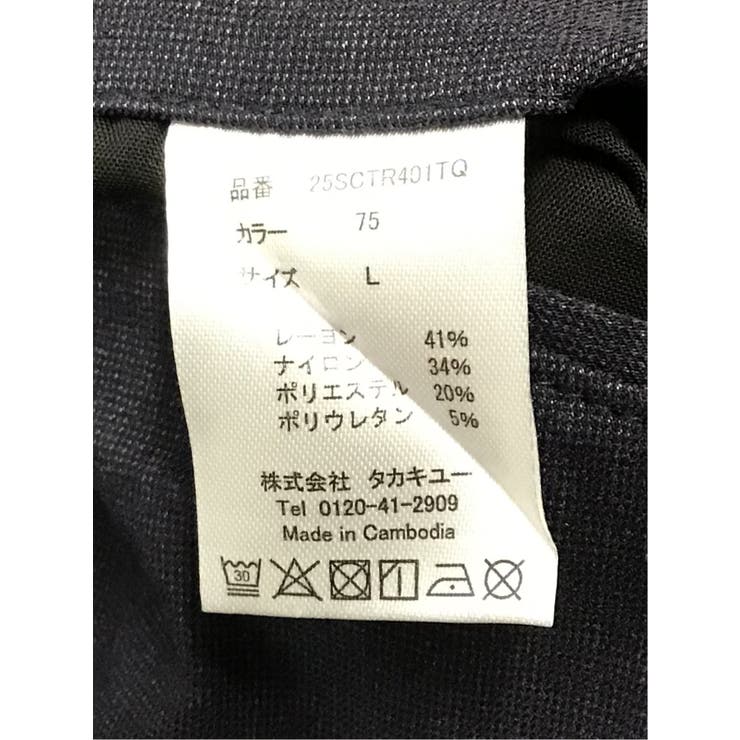 品番 25SCTR401TQ
カラー 75
サイズ L
レーヨン 41%
ナイロン 34%
ポリエステル 20%
ポリウレタン 5%
株式会社 タカキユー
Tel 0120-41-2909
Made in Cambodia
30